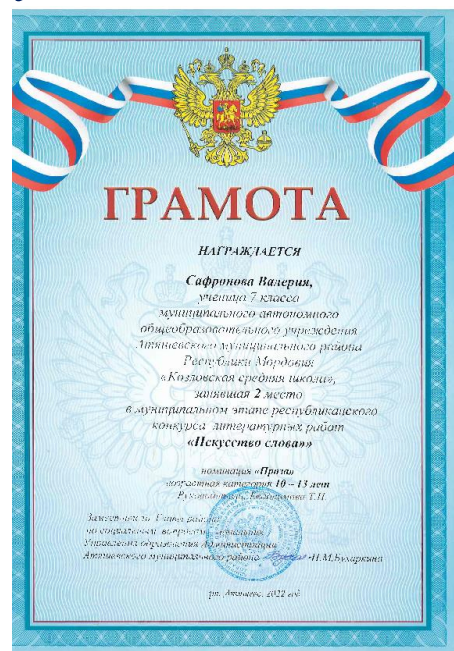 ГРАМОТА
НАГРАЖДАЕТСЯ
Сафронова Валерия,
ученица 7 класса
муниципального автономного
общеобразовательного учреждения
Атяшевского муниципального района
Республики Мордовия
«Козловская средняя школа»,
занявшая 2 место
в муниципальном этапе республиканского
конкурса литературных работ
«Искусство слова»»
номинация «Проза»
возрастная категория 10 – 13 лет
Руководитель: Т.П.
Заместитель Главы района
по социальным вопросам, начальник
Управления образования Администрации
Атяшевского муниципального района Н.М.Бухаркина
рп. Атяшево, 2022 год